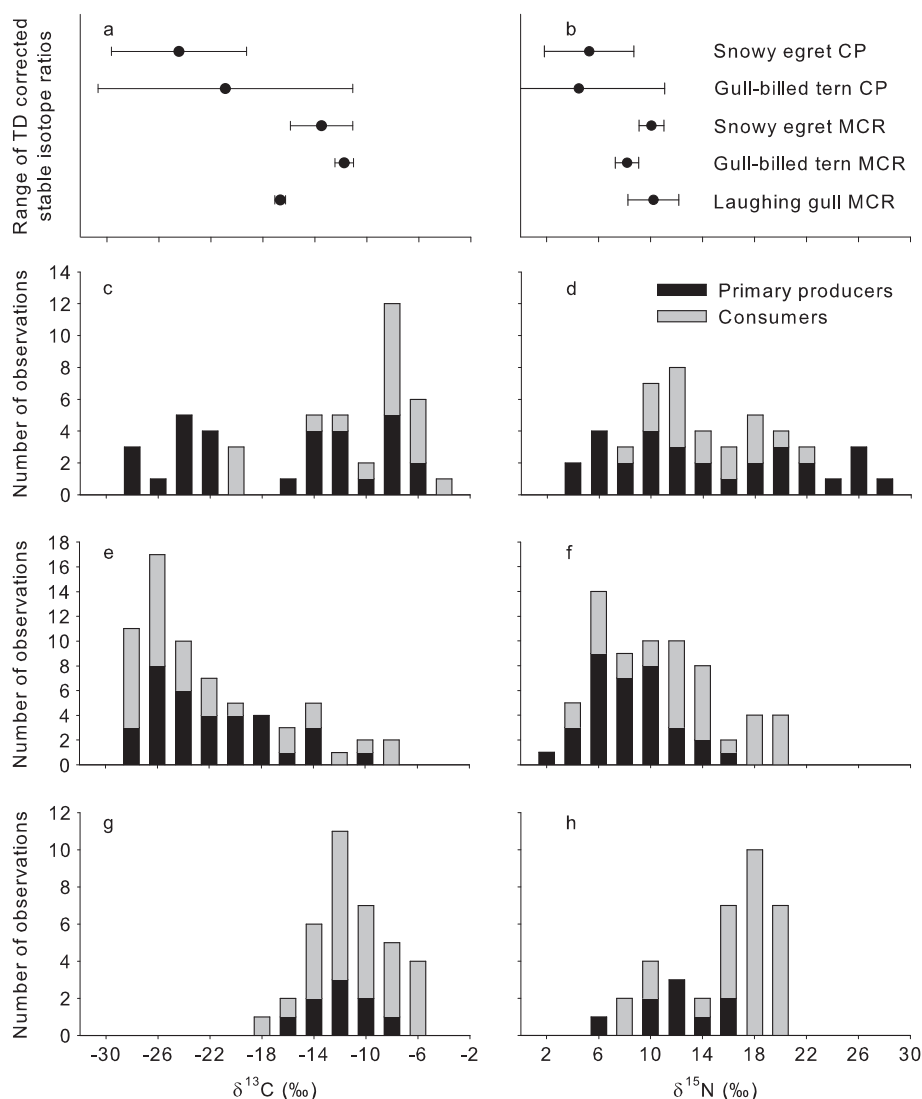 a
b
Range of TD corrected
stable isotope ratios
Snowy egret CP
Gull-billed tern CP
Snowy egret MCR
Gull-billed tern MCR
Laughing gull MCR
c
d
Number of observations
14
12
10
8
6
4
2
0
Primary producers
Consumers
e
f
Number of observations
18
16
14
12
10
8
6
4
2
0
g
h
Number of observations
12
10
8
6
4
2
0
-30 -26 -22 -18 -14 -10 -6 -2
2 6 10 14 18 22 26 30
δ13C (‰)
δ15N (‰)